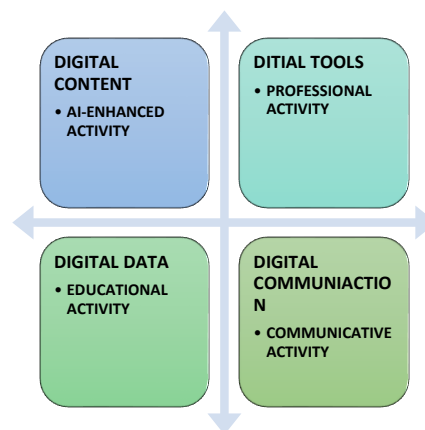 DIGITAL
CONTENT
• AI-ENHANCED
ACTIVITY
DITIAL TOOLS
• PROFESSIONAL
ACTIVITY
DIGITAL DATA
• EDUCATIONAL
ACTIVITY
DIGITAL
COMMUNIACTIO
N
• COMMUNICATIVE
ACTIVITY